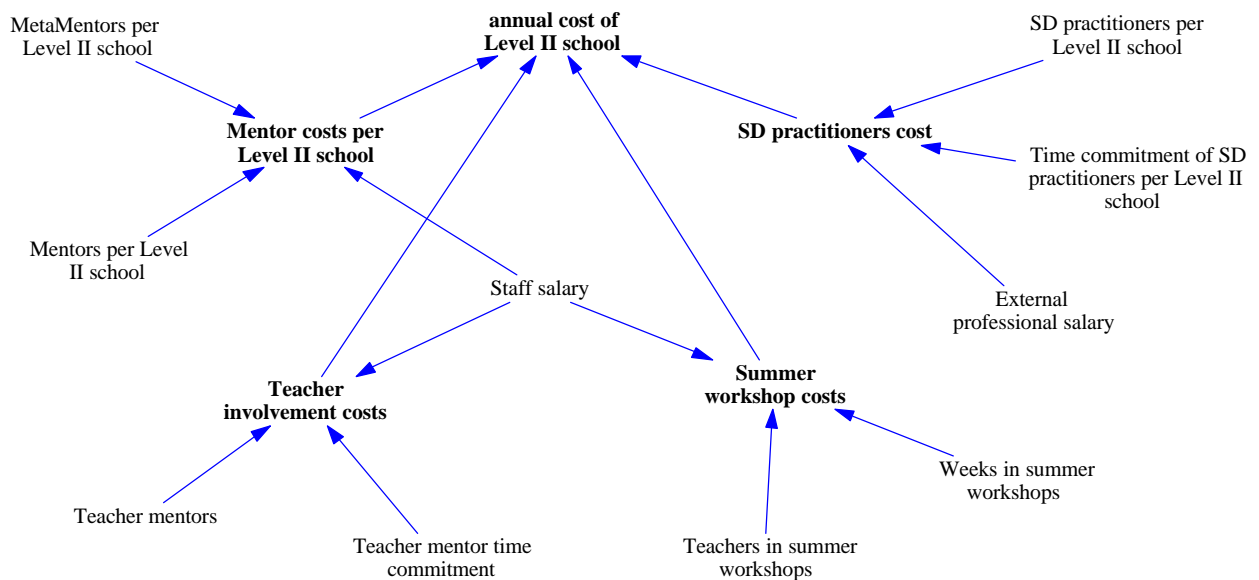 MetaMentors per
Level II school
annual cost of
Level II school
SD practitioners per
Level II school
Mentor costs per
Level II school
SD practitioners cost
Time commitment of SD
practitioners per Level II
school
Mentors per Level
II school
Staff salary
External
professional salary
Teacher
involvement costs
Summer
workshop costs
Weeks in summer
workshops
Teacher mentors
Teacher mentor time
commitment
Teachers in summer
workshops